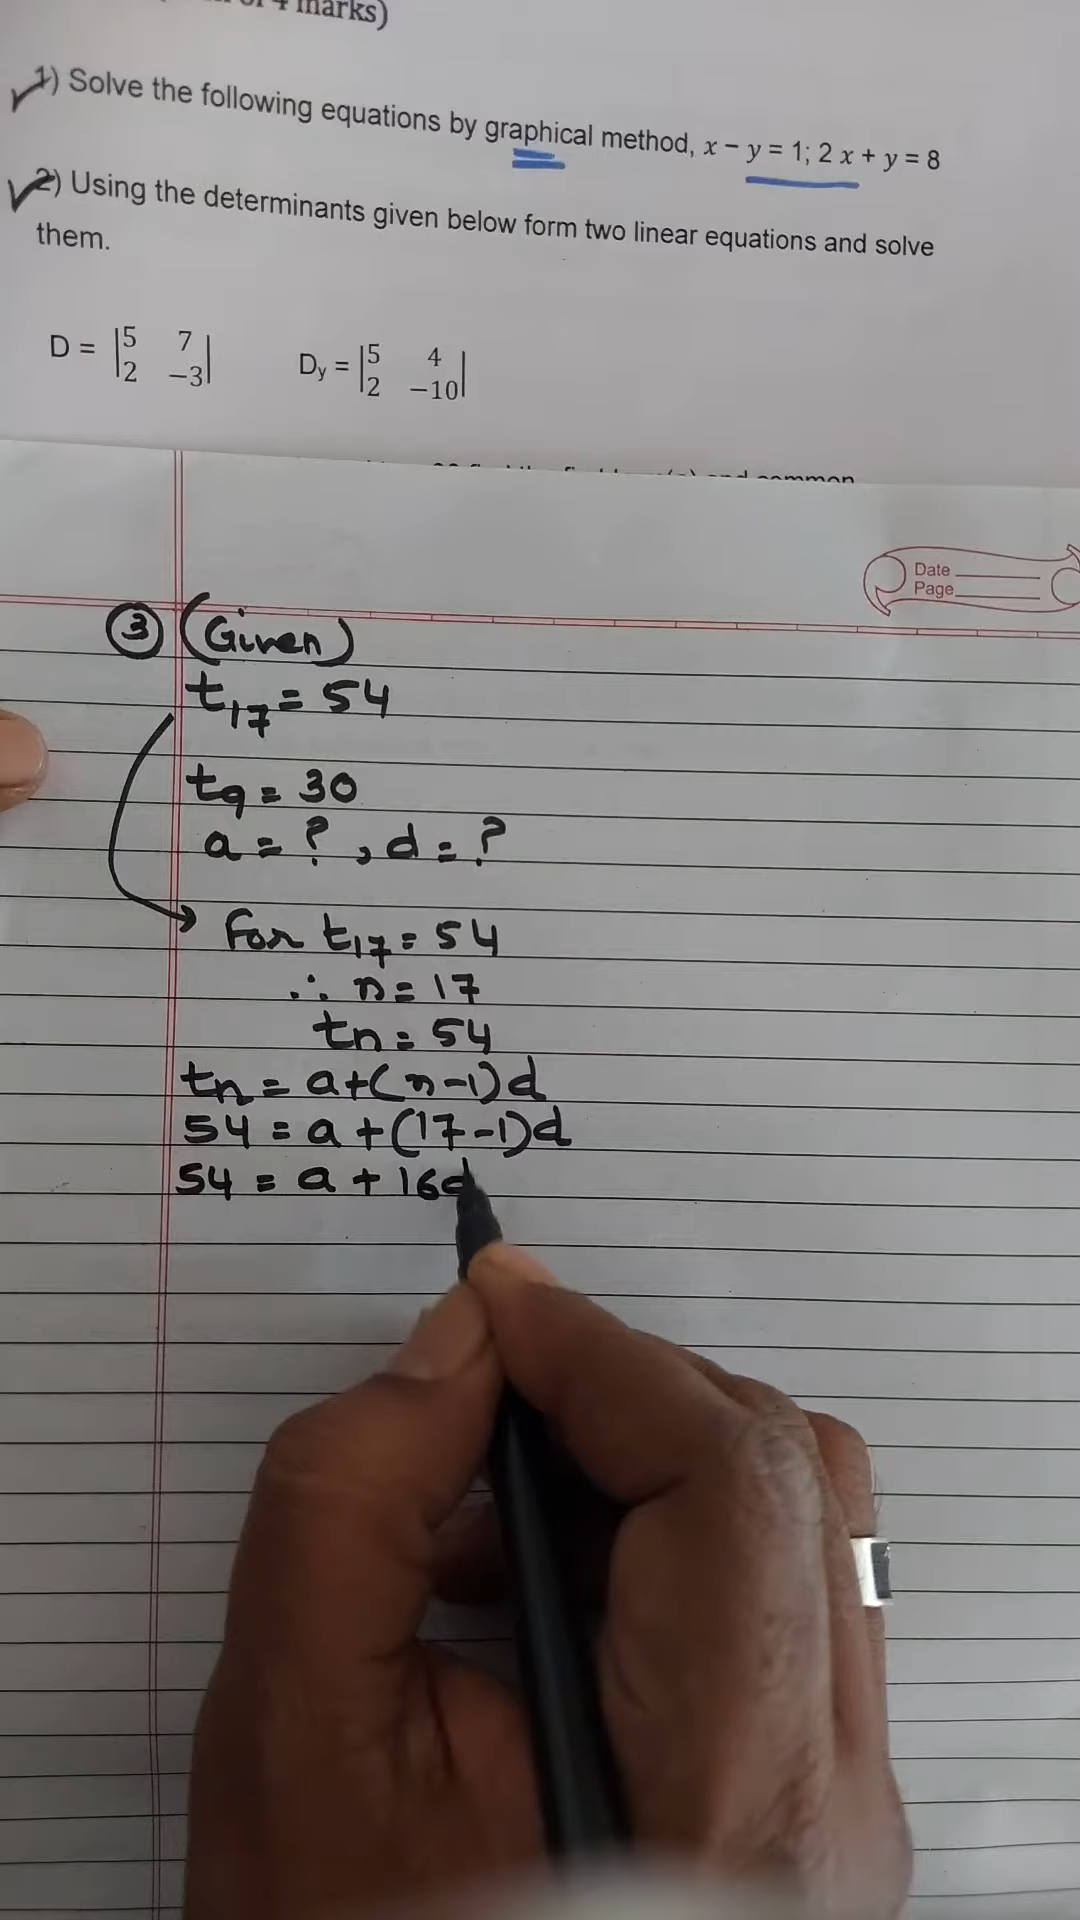 marks)
1) Solve the following equations by graphical method, x − y = 1; 2 x + y = 8
2) Using the determinants given below form two linear equations and solve
them.
D = |5 7| Dy = |5 4|
|2 −3| |2 −10|
common
Date
Page
③ (Given)
t17 = 54
t9 = 30
a = ? , d = ?
For t17 = 54
∴ n = 17
tn = 54
tn = a+(n-1)d
54 = a +(17-1)d
54 = a + 16d